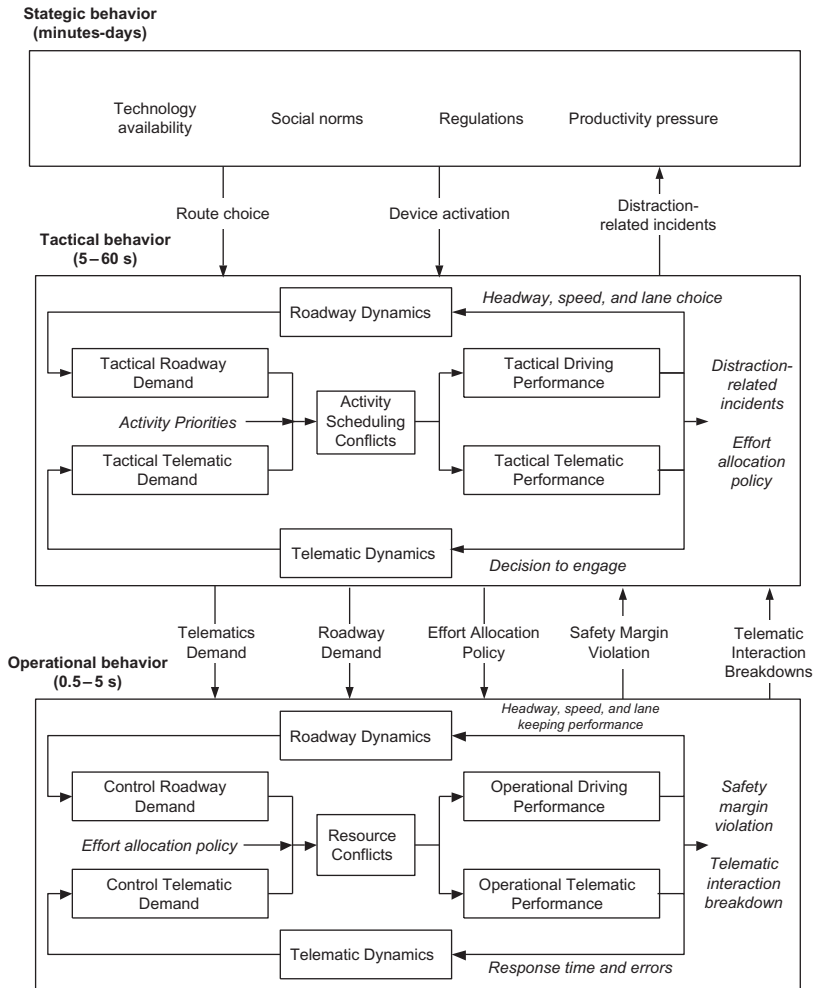 Stategic behavior
(minutes-days)
Technology
availability
Social norms
Regulations
Productivity pressure
Route choice
Device activation
Distraction-
related incidents
Tactical behavior
(5–60 s)
Roadway Dynamics
Headway, speed, and lane choice
Tactical Roadway
Demand
Tactical Driving
Performance
Activity Priorities
Activity
Scheduling
Conflicts
Distraction-
related
incidents
Effort
allocation
policy
Tactical Telematic
Demand
Tactical Telematic
Performance
Telematic Dynamics
Decision to engage
Telematics
Demand
Roadway
Demand
Effort Allocation
Policy
Safety Margin
Violation
Telematic
Interaction
Breakdowns
Operational behavior
(0.5–5 s)
Roadway Dynamics
Headway, speed, and lane
keeping performance
Control Roadway
Demand
Operational Driving
Performance
Effort allocation policy
Resource
Conflicts
Safety
margin
violation
Telematic
interaction
breakdown
Control Telematic
Demand
Operational Telematic
Performance
Telematic Dynamics
Response time and errors